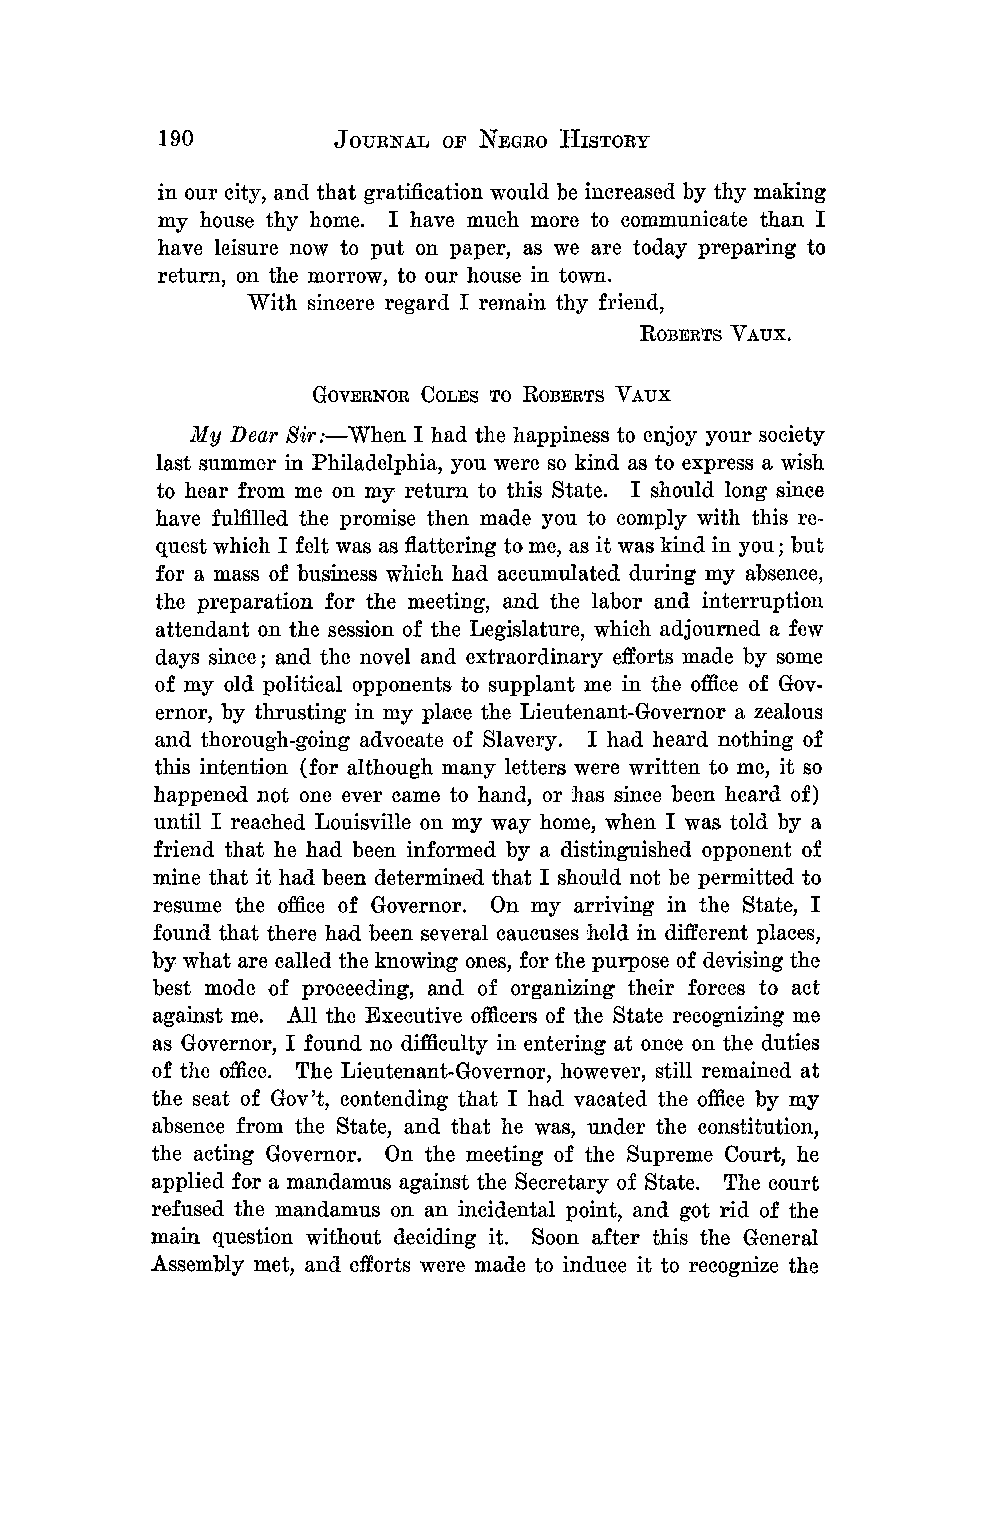 190 JOURNAL OF NEGRO HISTORY
in our city, and that gratification would be increased by thy making
my house thy home. I have much more to communicate than I
have leisure now to put on paper, as we are today preparing to
return, on the morrow, to our house in town.
With sincere regard I remain thy friend,
ROBERTS VAUX.
GOVERNOR COLES TO ROBERTS VAUX
My Dear Sir:—When I had the happiness to enjoy your society
last summer in Philadelphia, you were so kind as to express a wish
to hear from me on my return to this State. I should long since
have fulfilled the promise then made you to comply with this re-
quest which I felt was as flattering to me, as it was kind in you; but
for a mass of business which had accumulated during my absence,
the preparation for the meeting, and the labor and interruption
attendant on the session of the Legislature, which adjourned a few
days since; and the novel and extraordinary efforts made by some
of my old political opponents to supplant me in the office of Gov-
ernor, by thrusting in my place the Lieutenant-Governor a zealous
and thorough-going advocate of Slavery. I had heard nothing of
this intention (for although many letters were written to me, it so
happened not one ever came to hand, or has since been heard of)
until I reached Louisville on my way home, when I was told by a
friend that he had been informed by a distinguished opponent of
mine that it had been determined that I should not be permitted to
resume the office of Governor. On my arriving in the State, I
found that there had been several caucuses held in different places,
by what are called the knowing ones, for the purpose of devising the
best mode of proceeding, and of organizing their forces to act
against me. All the Executive officers of the State recognizing me
as Governor, I found no difficulty in entering at once on the duties
of the office. The Lieutenant-Governor, however, still remained at
the seat of Gov't, contending that I had vacated the office by my
absence from the State, and that he was, under the constitution,
the acting Governor. On the meeting of the Supreme Court, he
applied for a mandamus against the Secretary of State. The court
refused the mandamus on an incidental point, and got rid of the
main question without deciding it. Soon after this the General
Assembly met, and efforts were made to induce it to recognize the